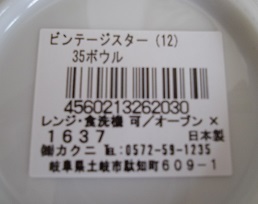 ビンテージスター (12)
35ボウル
4560213262030
レンジ・食洗機 可／オーブン ×
1637 日本製
㈱カクニ ℡:0572-59-1235
岐阜県土岐市駄知町609-1